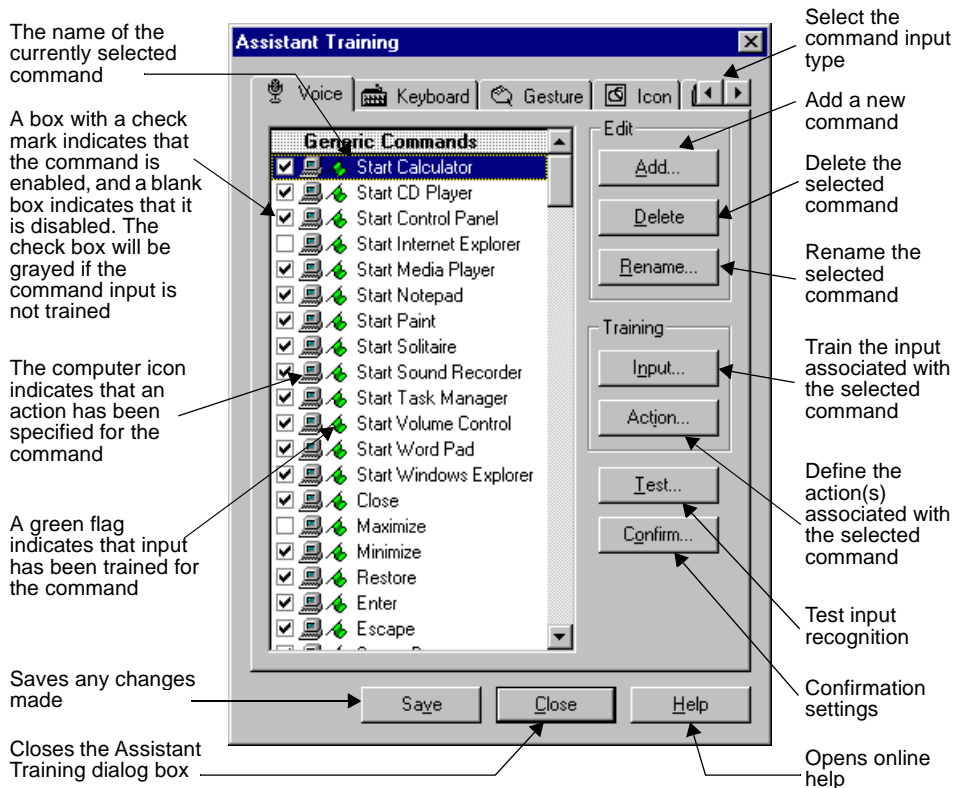 The name of the
currently selected
command
A box with a check
mark indicates that
the command is
enabled, and a blank
box indicates that it
is disabled. The
check box will be
grayed if the
command input is
not trained
The computer icon
indicates that an
action has been
specified for the
command
A green flag
indicates that input
has been trained for
the command
Saves any changes
made
Closes the Assistant
Training dialog box
Assistant Training
Voice Keyboard Gesture Icon
Generic Commands
Start Calculator
Start CD Player
Start Control Panel
Start Internet Explorer
Start Media Player
Start Notepad
Start Paint
Start Solitaire
Start Sound Recorder
Start Task Manager
Start Volume Control
Start Word Pad
Start Windows Explorer
Close
Maximize
Minimize
Restore
Enter
Escape
Edit
Add...
Delete
Rename...
Training
Input...
Action...
Test...
Confirm...
Save Close Help
Select the
command input
type
Add a new
command
Delete the
selected
command
Rename the
selected
command
Train the input
associated with
the selected
command
Define the
action(s)
associated with
the selected
command
Test input
recognition
Confirmation
settings
Opens online
help